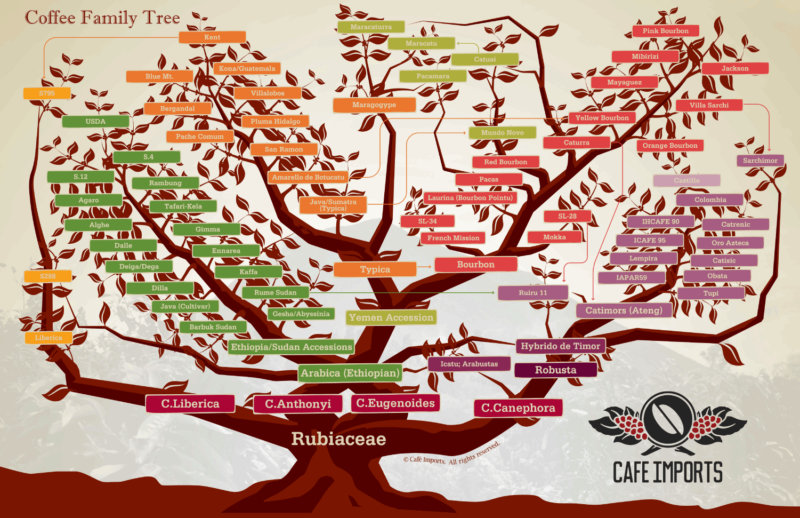 Coffee Family Tree
Maracaturra
Pink Bourbon
Kent
Maracatu
Mihirizi
Catuai
Kona/Guatemala
Jackson
Blue Mt.
Pacamara
Mayaguez
S795
Villalobos
Maragogype
Villa Sarchi
Bergandal
USDA
Pluma Hidalgo
Yellow Bourbon
Pache Comum
Mundo Novo
Caturra
San Ramon
Orange Bourbon
S.4
Red Bourbon
Sarchimor
S.12
Amarello de Botucatu
Pacas
Castillo
Rambung
Agaro
Laurina (Bourbon Pointu)
Colombia
Tafari-Kela
Java/Sumatra
(Typica)
SL-28
SL-34
IHICAFE 90
Catrenic
Alghe
Gimma
French Mission
Mokka
ICAFE 95
Oro Azteca
Dalle
Ennarea
Lempira
Catisic
Deiga/Dega
Kaffa
Typica
Bourbon
S288
IAPAR59
Obata
Dilla
Rume Sudan
Ruiru 11
Tupi
Java (Cultivar)
Gesha/Abyssinia
Catimors (Ateng)
Barbuk Sudan
Yemen Accession
Liberica
Ethiopia/Sudan Accessions
Hybrido de Timor
Icatu; Arabustas
Arabica (Ethiopian)
Robusta
C.Liberica
C.Anthonyi
C.Eugenoides
C.Canephora
Rubiaceae
© Café Imports. All rights reserved.
CAFE IMPORTS